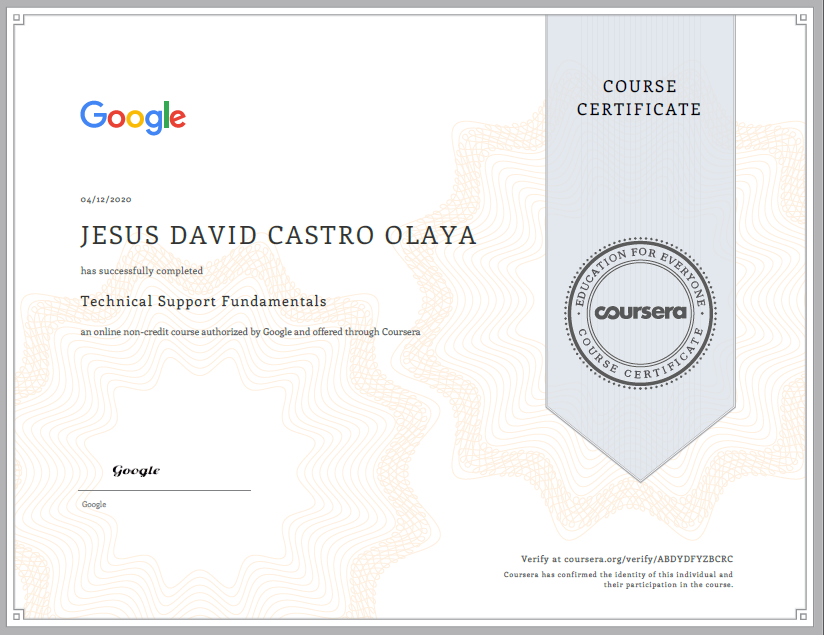 Google
COURSE
CERTIFICATE
04/12/2020
JESUS DAVID CASTRO OLAYA
has successfully completed
Technical Support Fundamentals
an online non-credit course authorized by Google and offered through Coursera
EDUCATION FOR EVERYONE
coursera
COURSE CERTIFICATE
Google
Google
Verify at coursera.org/verify/ABDYDFYZBCRC
Coursera has confirmed the identity of this individual and
their participation in the course.